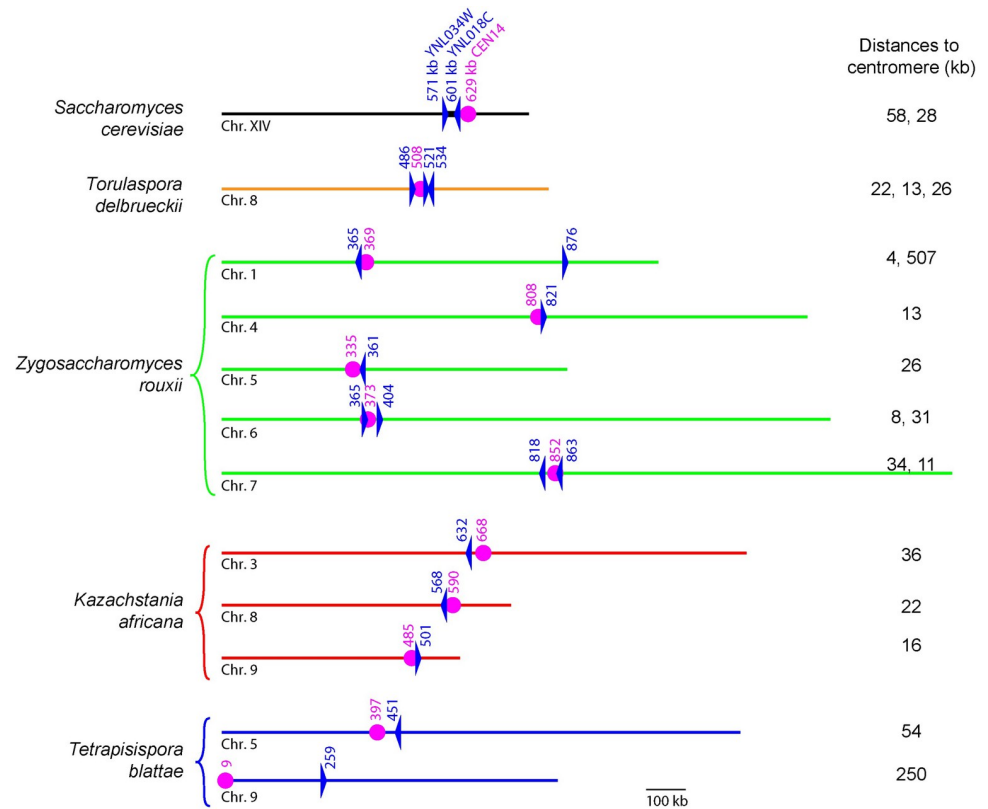 571 kb YNL034W
601 kb YNL018C
629 kb CEN14
Distances to
centromere (kb)
Saccharomyces
cerevisiae
Chr. XIV
58, 28
486
508
521
534
Torulaspora
delbrueckii
Chr. 8
22, 13, 26
365
369
876
Chr. 1
4, 507
808
821
Chr. 4
13
Zygosaccharomyces
rouxii
335
361
Chr. 5
26
365
373
404
Chr. 6
8, 31
818
852
863
Chr. 7
34, 11
632
668
Chr. 3
36
Kazachstania
africana
568
590
Chr. 8
22
485
501
Chr. 9
16
397
451
Chr. 5
54
Tetrapisispora
blattae
9
259
Chr. 9
250
100 kb